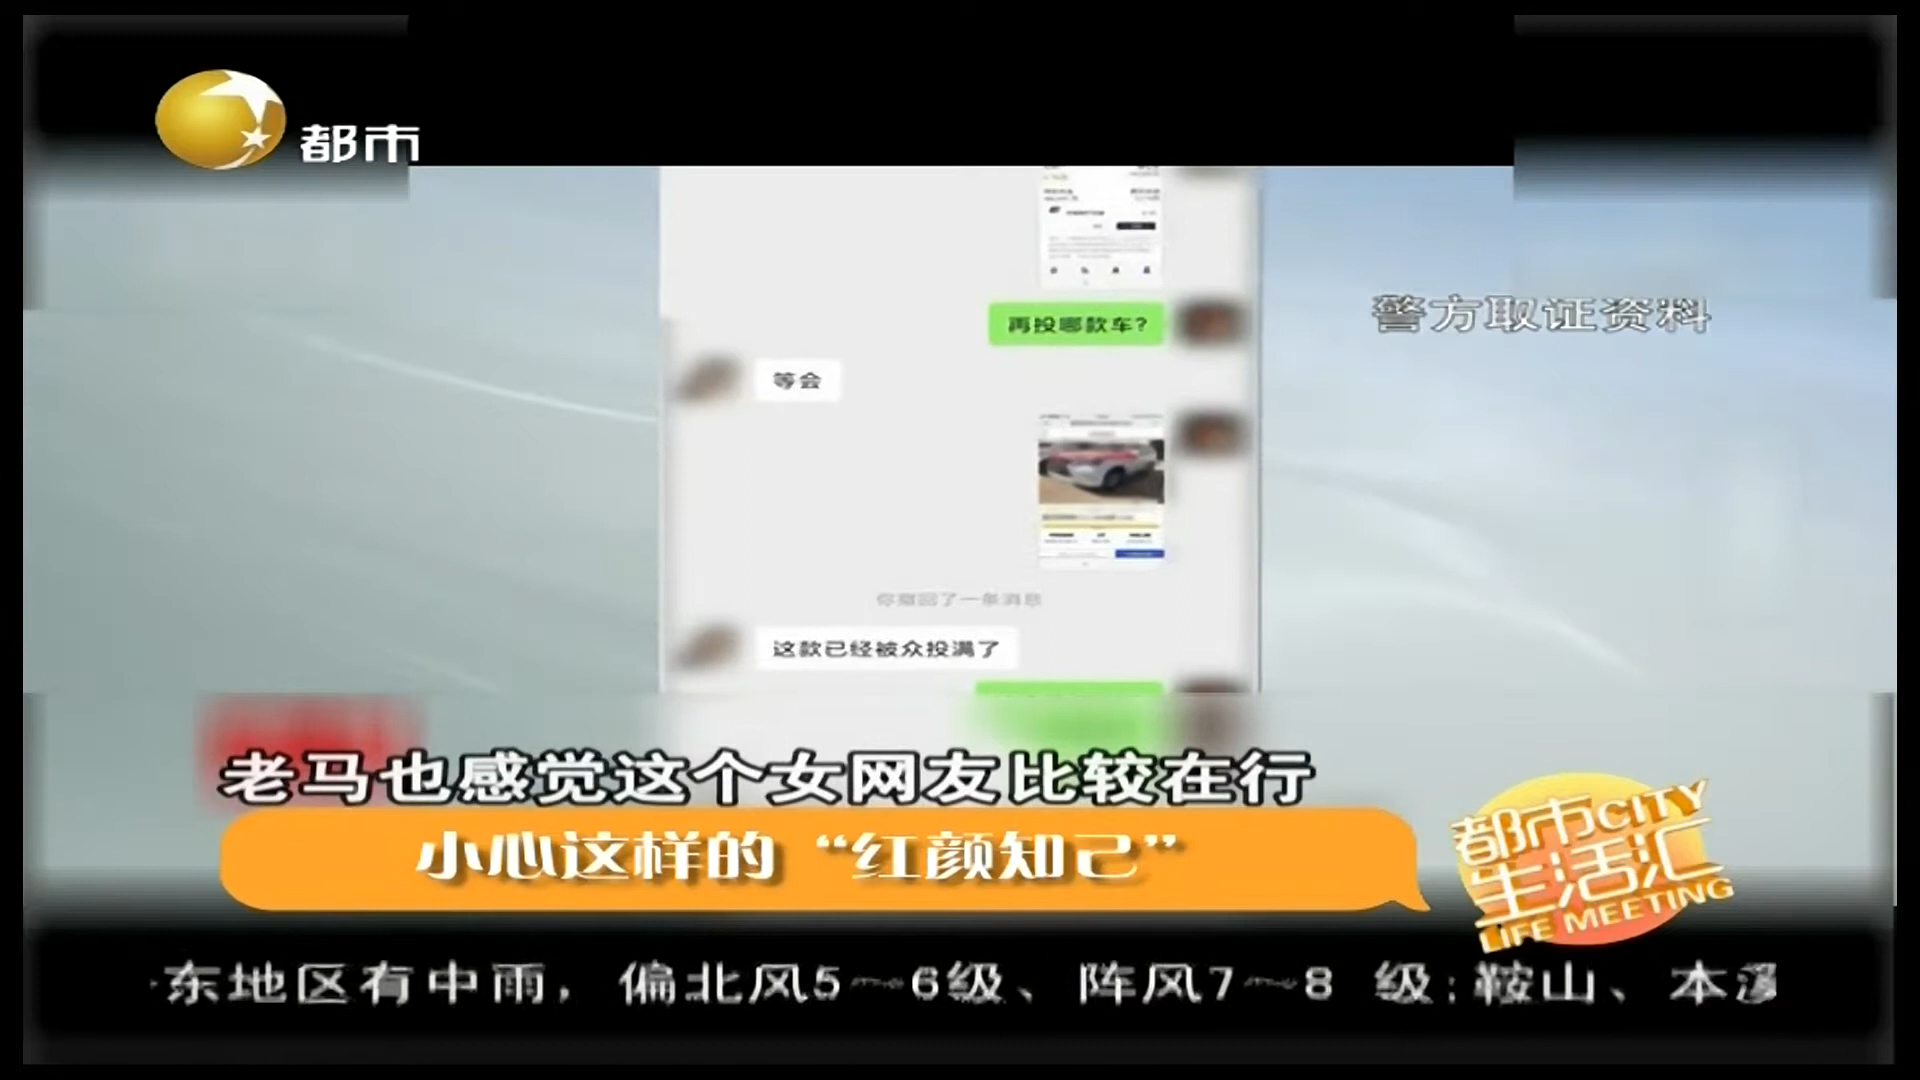 都市
再投哪款车?
警方取证资料
等会
你撤回了一条消息
这款已经被众投满了
老马也感觉这个女网友比较在行
小心这样的“红颜知己”
都市CITY
生活汇
LIFE MEETING
东地区有中雨，偏北风5～6级、阵风7～8 级;鞍山、本溪